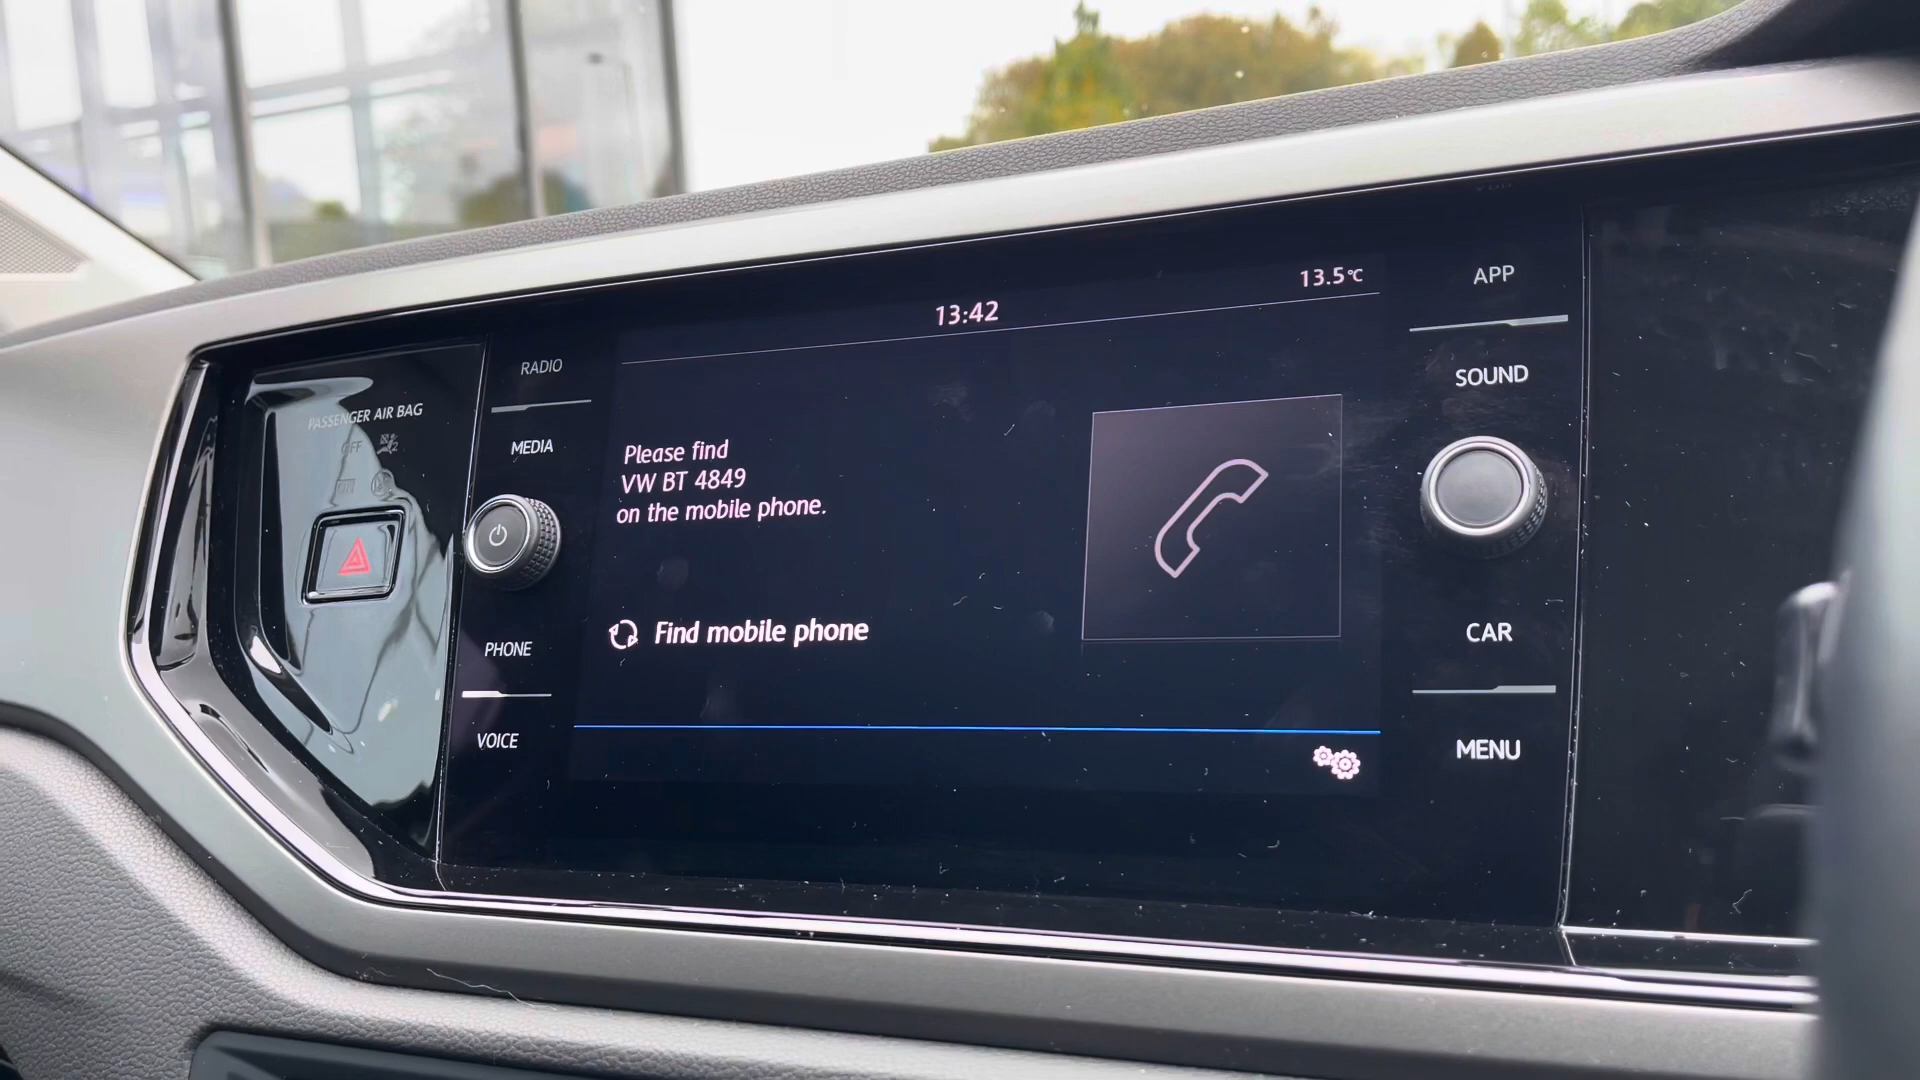 13:42
13.5°C
APP
SOUND
CAR
MENU
RADIO
MEDIA
PHONE
VOICE
PASSENGER AIR BAG
OFF
Please find
VW BT 4849
on the mobile phone.
Find mobile phone